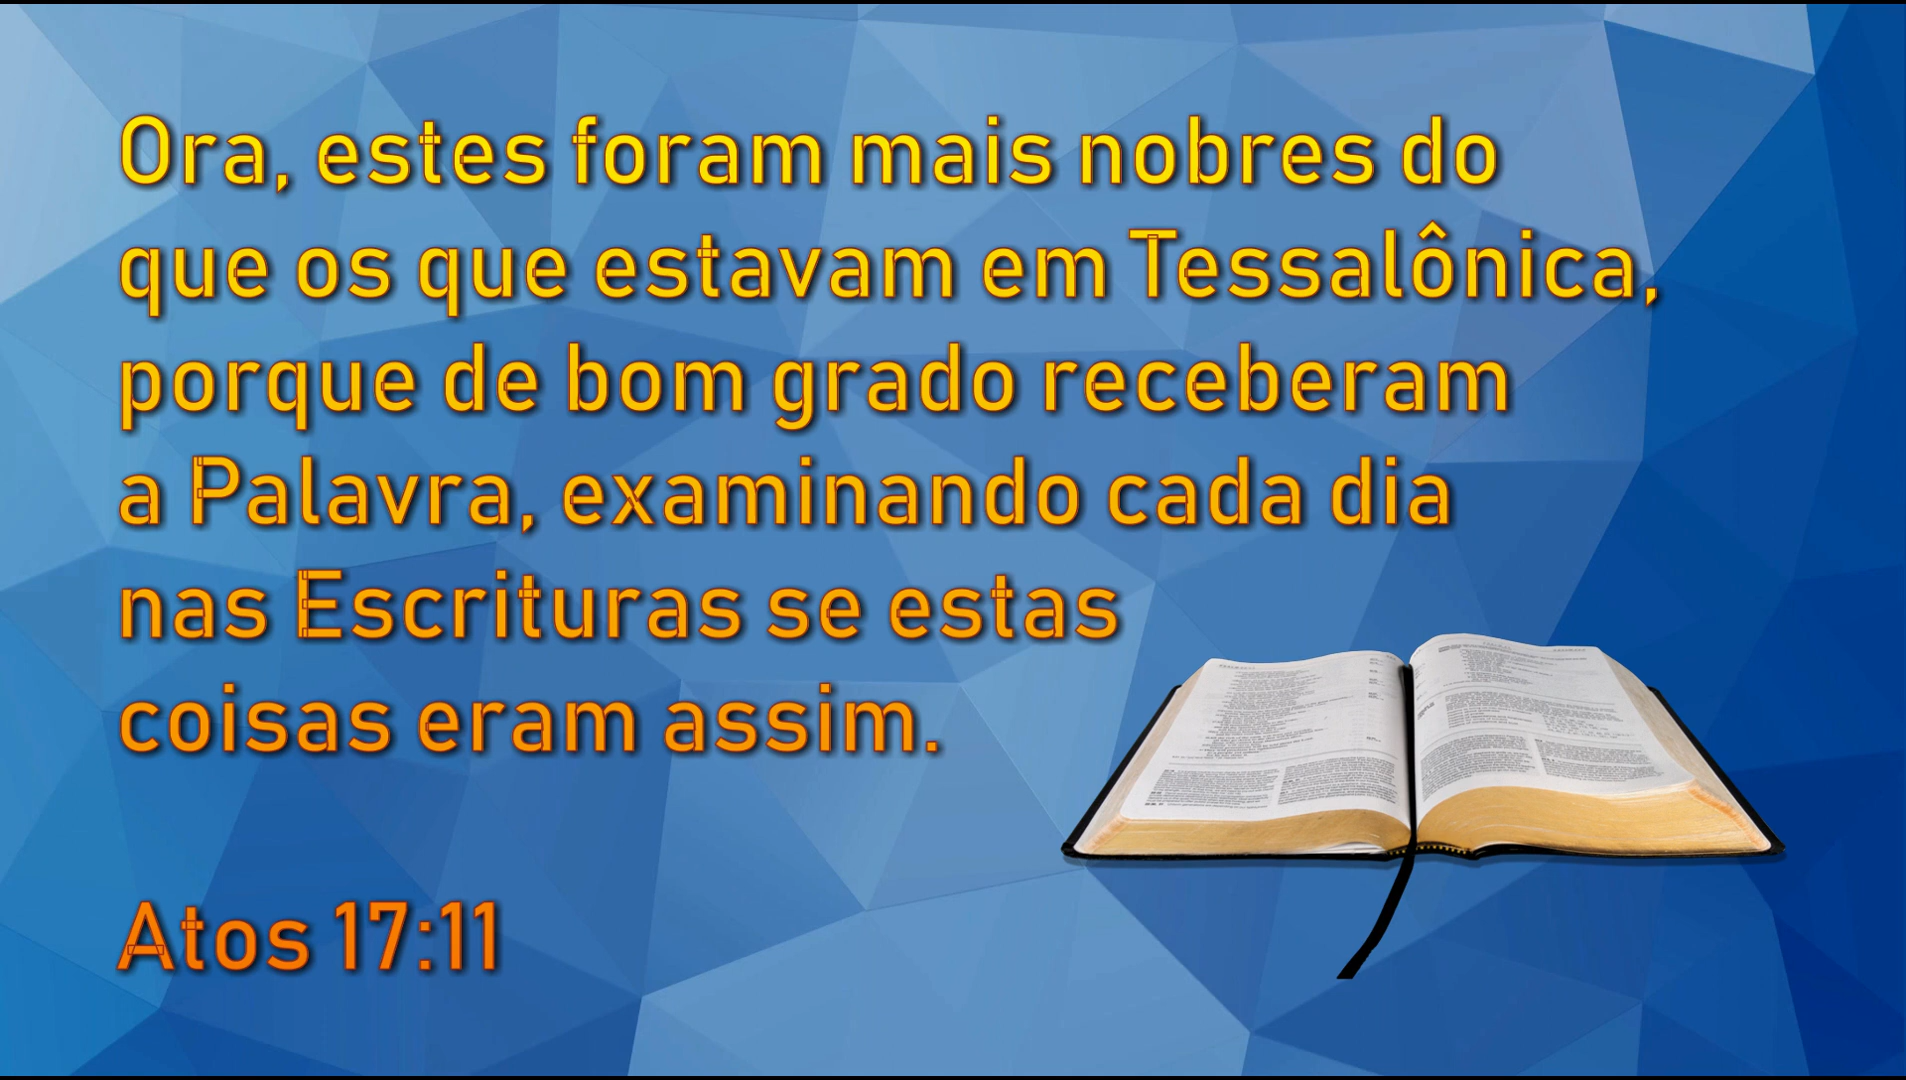 Ora, estes foram mais nobres do
que os que estavam em Tessalônica,
porque de bom grado receberam
a Palavra, examinando cada dia
nas Escrituras se estas
coisas eram assim.
Atos 17:11